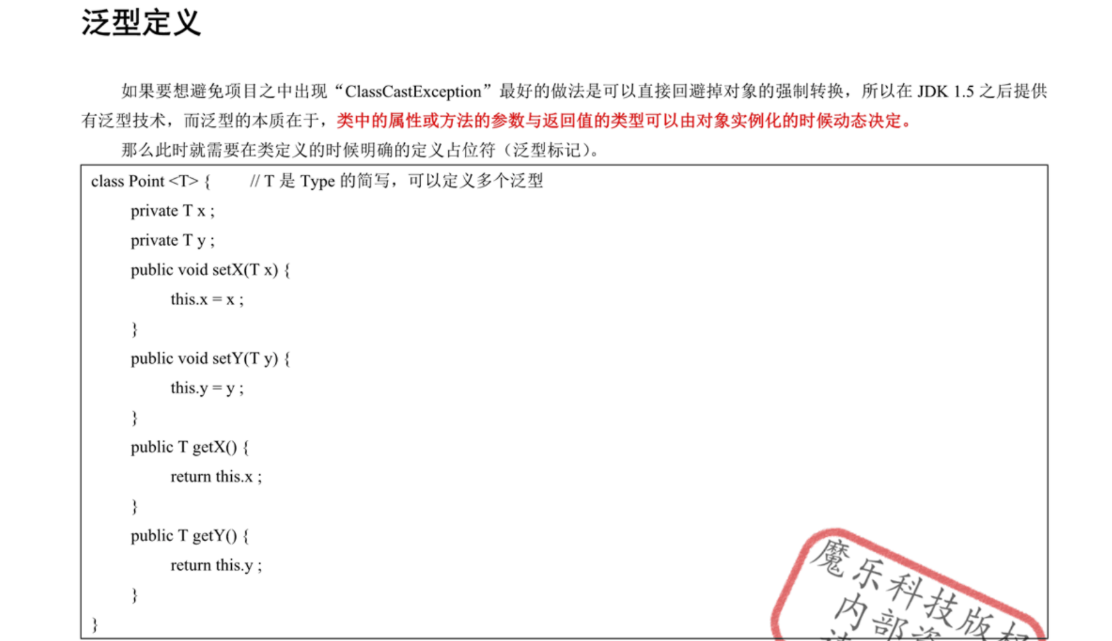 泛型定义
如果要想避免项目之中出现“ClassCastException”最好的做法是可以直接回避掉对象的强制转换，所以在 JDK 1.5 之后提供
有泛型技术，而泛型的本质在于，类中的属性或方法的参数与返回值的类型可以由对象实例化的时候动态决定。
那么此时就需要在类定义的时候明确的定义占位符（泛型标记）。
class Point <T> { // T 是 Type 的简写，可以定义多个泛型
private T x ;
private T y ;
public void setX(T x) {
this.x = x ;
}
public void setY(T y) {
this.y = y ;
}
public T getX() {
return this.x ;
}
public T getY() {
return this.y ;
}
}
魔乐科技版权
内部资